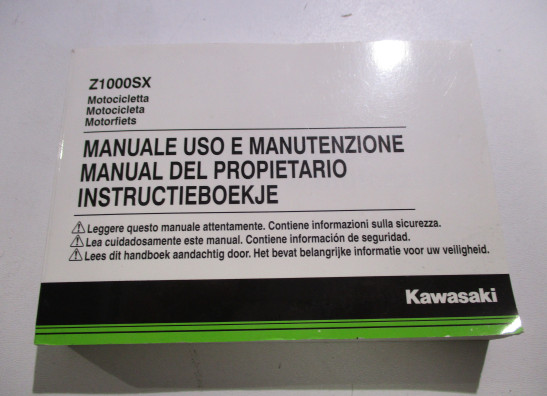 Z1000SX
Motocicletta
Motocicleta
Motorfiets
MANUALE USO E MANUTENZIONE
MANUAL DEL PROPIETARIO
INSTRUCTIEBOEKJE
Leggere questo manuale attentamente. Contiene informazioni sulla sicurezza.
Lea cuidadosamente este manual. Contiene información de seguridad.
Lees dit handboek aandachtig door. Het bevat belangrijke informatie voor uw veiligheid.
Kawasaki